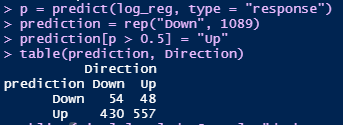 > p = predict(log_reg, type = "response")
> prediction = rep("Down", 1089)
> prediction[p > 0.5] = "Up"
> table(prediction, Direction)
Direction
prediction Down Up
Down 54 48
Up 430 557